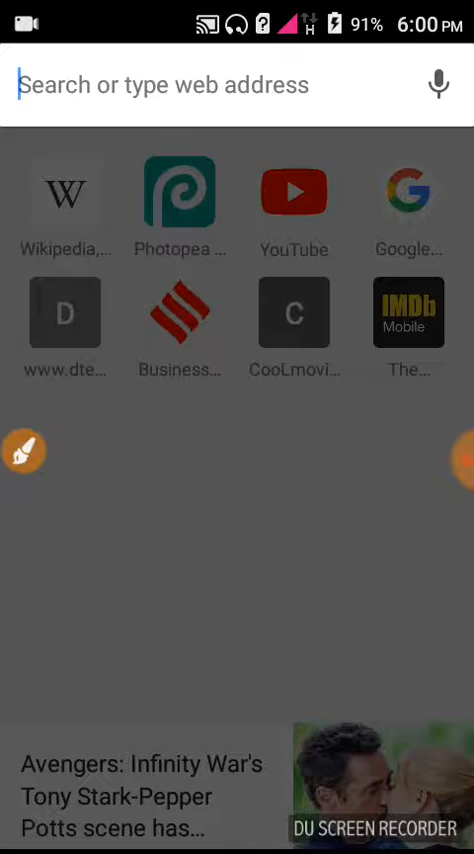 H 91% 6:00 PM
Search or type web address
W
Wikipedia,... Photopea ... YouTube Google...
D C IMDb
Mobile
www.dte... Business... CooLmovi... The...
Avengers: Infinity War's
Tony Stark-Pepper
Potts scene has...
DU SCREEN RECORDER